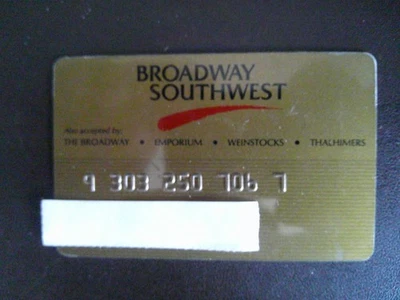 BROADWAY
SOUTHWEST
Also accepted by:
THE BROADWAY • EMPORIUM • WEINSTOCKS • THALHIMERS
9 303 250 706 7